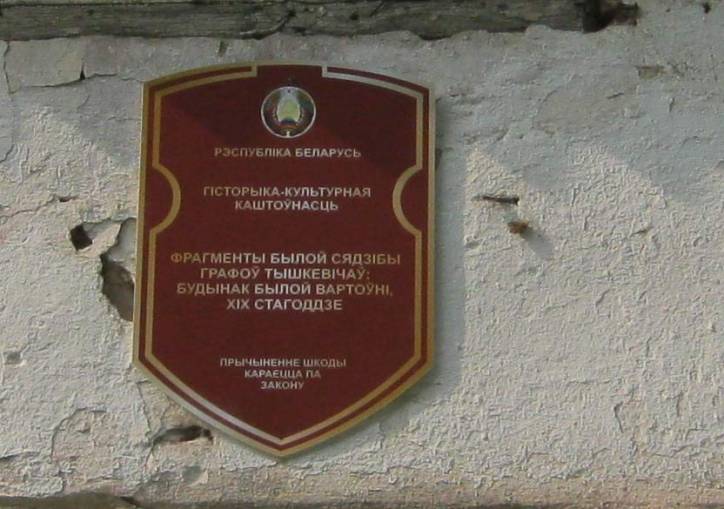 РЭСПУБЛІКА БЕЛАРУСЬ
ГІСТОРЫКА-КУЛЬТУРНАЯ
КАШТОЎНАСЦЬ
ФРАГМЕНТЫ БЫЛОЙ СЯДЗІБЫ
ГРАФОЎ ТЫШКЕВІЧАЎ:
БУДЫНАК БЫЛОЙ ВАРТОЎНІ,
XIX СТАГОДДЗЕ
ПРЫЧЫНЕННЕ ШКОДЫ
КАРАЕЦЦА ПА
ЗАКОНУ